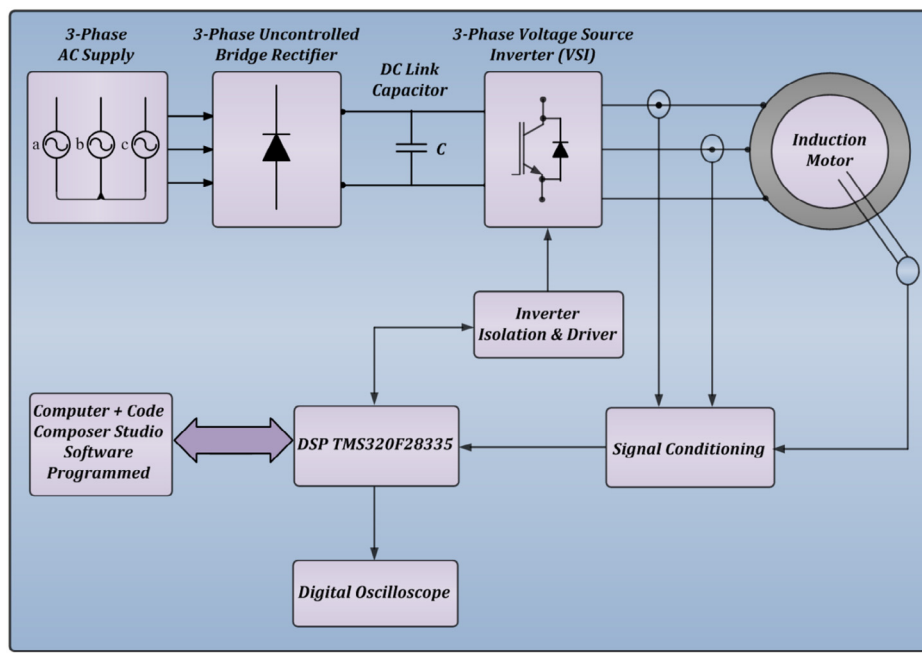 3-Phase
AC Supply
3-Phase Uncontrolled
Bridge Rectifier
DC Link
Capacitor
3-Phase Voltage Source
Inverter (VSI)
a
b
c
C
Induction
Motor
Inverter
Isolation & Driver
Computer + Code
Composer Studio
Software
Programmed
DSP TMS320F28335
Signal Conditioning
Digital Oscilloscope